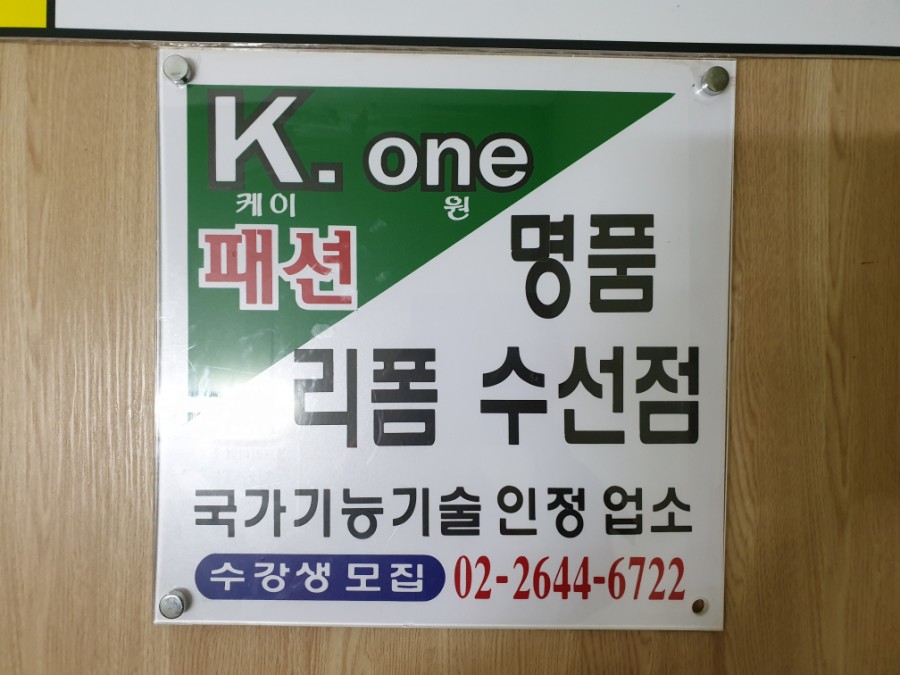 K. one
케이 원
패션
명품
리폼 수선점
국가기능기술 인정 업소
수강생 모집 02-2644-6722